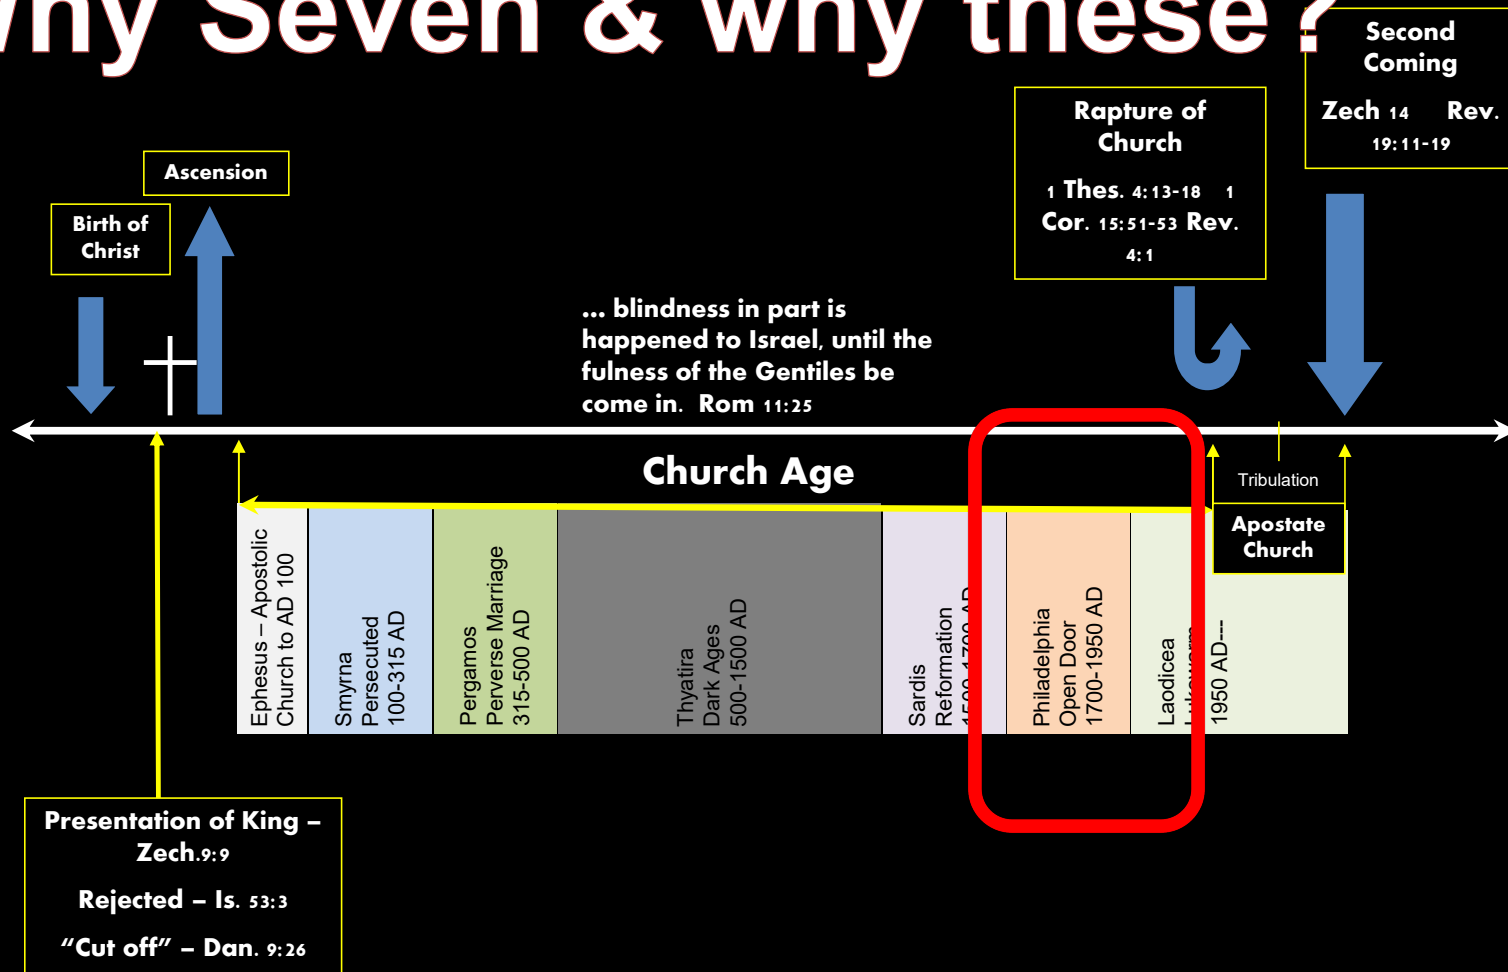 Why Seven & why these?
Second
Coming
Zech 14 Rev.
19:11-19
Rapture of
Church
1 Thes. 4:13-18 1
Cor. 15:51-53 Rev.
4:1
Ascension
Birth of
Christ
... blindness in part is
happened to Israel, until the
fulness of the Gentiles be
come in. Rom 11:25
Church Age
Tribulation
Apostate
Church
Ephesus – Apostolic
Church to AD 100
Smyrna
Persecuted
100-315 AD
Pergamos
Perverse Marriage
315-500 AD
Thyatira
Dark Ages
500-1500 AD
Sardis
Reformation
1500-1700 AD
Philadelphia
Open Door
1700-1950 AD
Laodicea
1950 AD---
Presentation of King –
Zech.9:9
Rejected – Is. 53:3
“Cut off” – Dan. 9:26